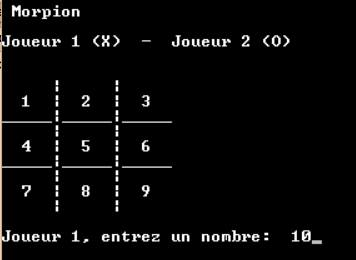 Morpion
Joueur 1 (X) - Joueur 2 (O)
1 2 3
4 5 6
7 8 9
Joueur 1, entrez un nombre: 10_